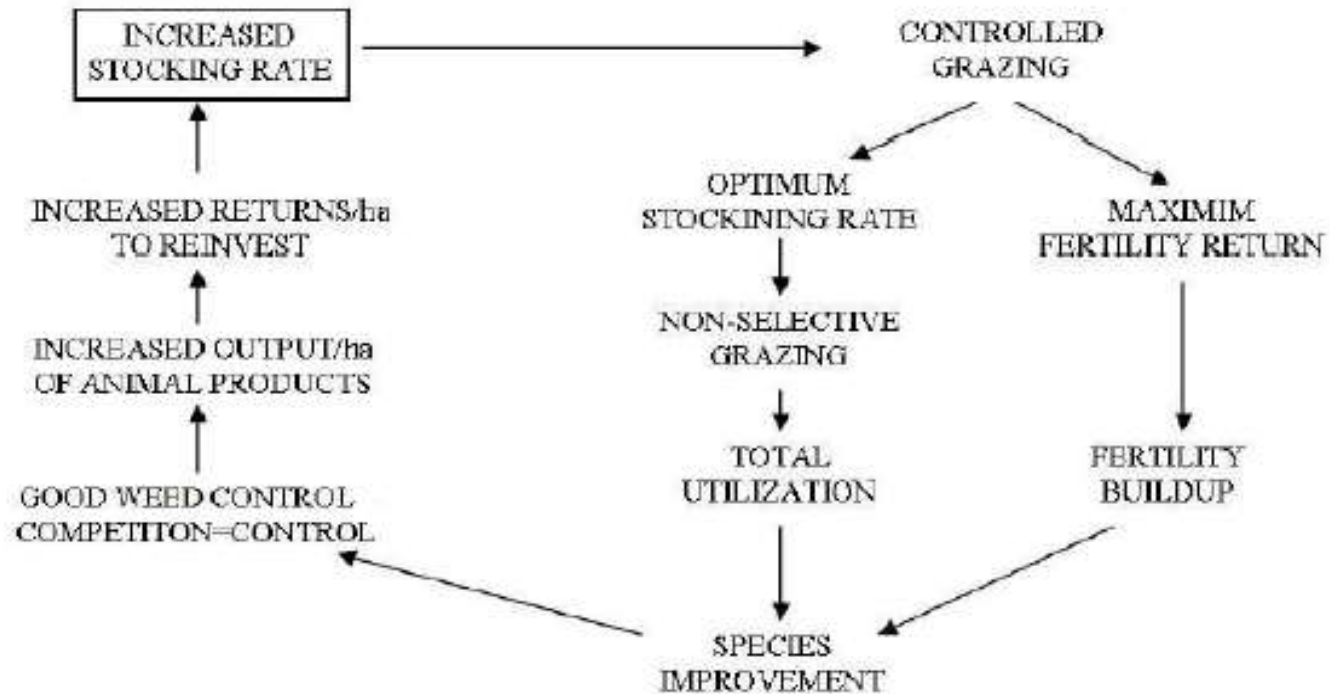 INCREASED
STOCKING RATE
CONTROLLED
GRAZING
OPTIMUM
STOCKINING RATE
MAXIMIM
FERTILITY RETURN
INCREASED RETURNS/ha
TO REINVEST
NON-SELECTIVE
GRAZING
INCREASED OUTPUT/ha
OF ANIMAL PRODUCTS
TOTAL
UTILIZATION
FERTILITY
BUILDUP
GOOD WEED CONTROL
COMPETITON=CONTROL
SPECIES
IMPROVEMENT